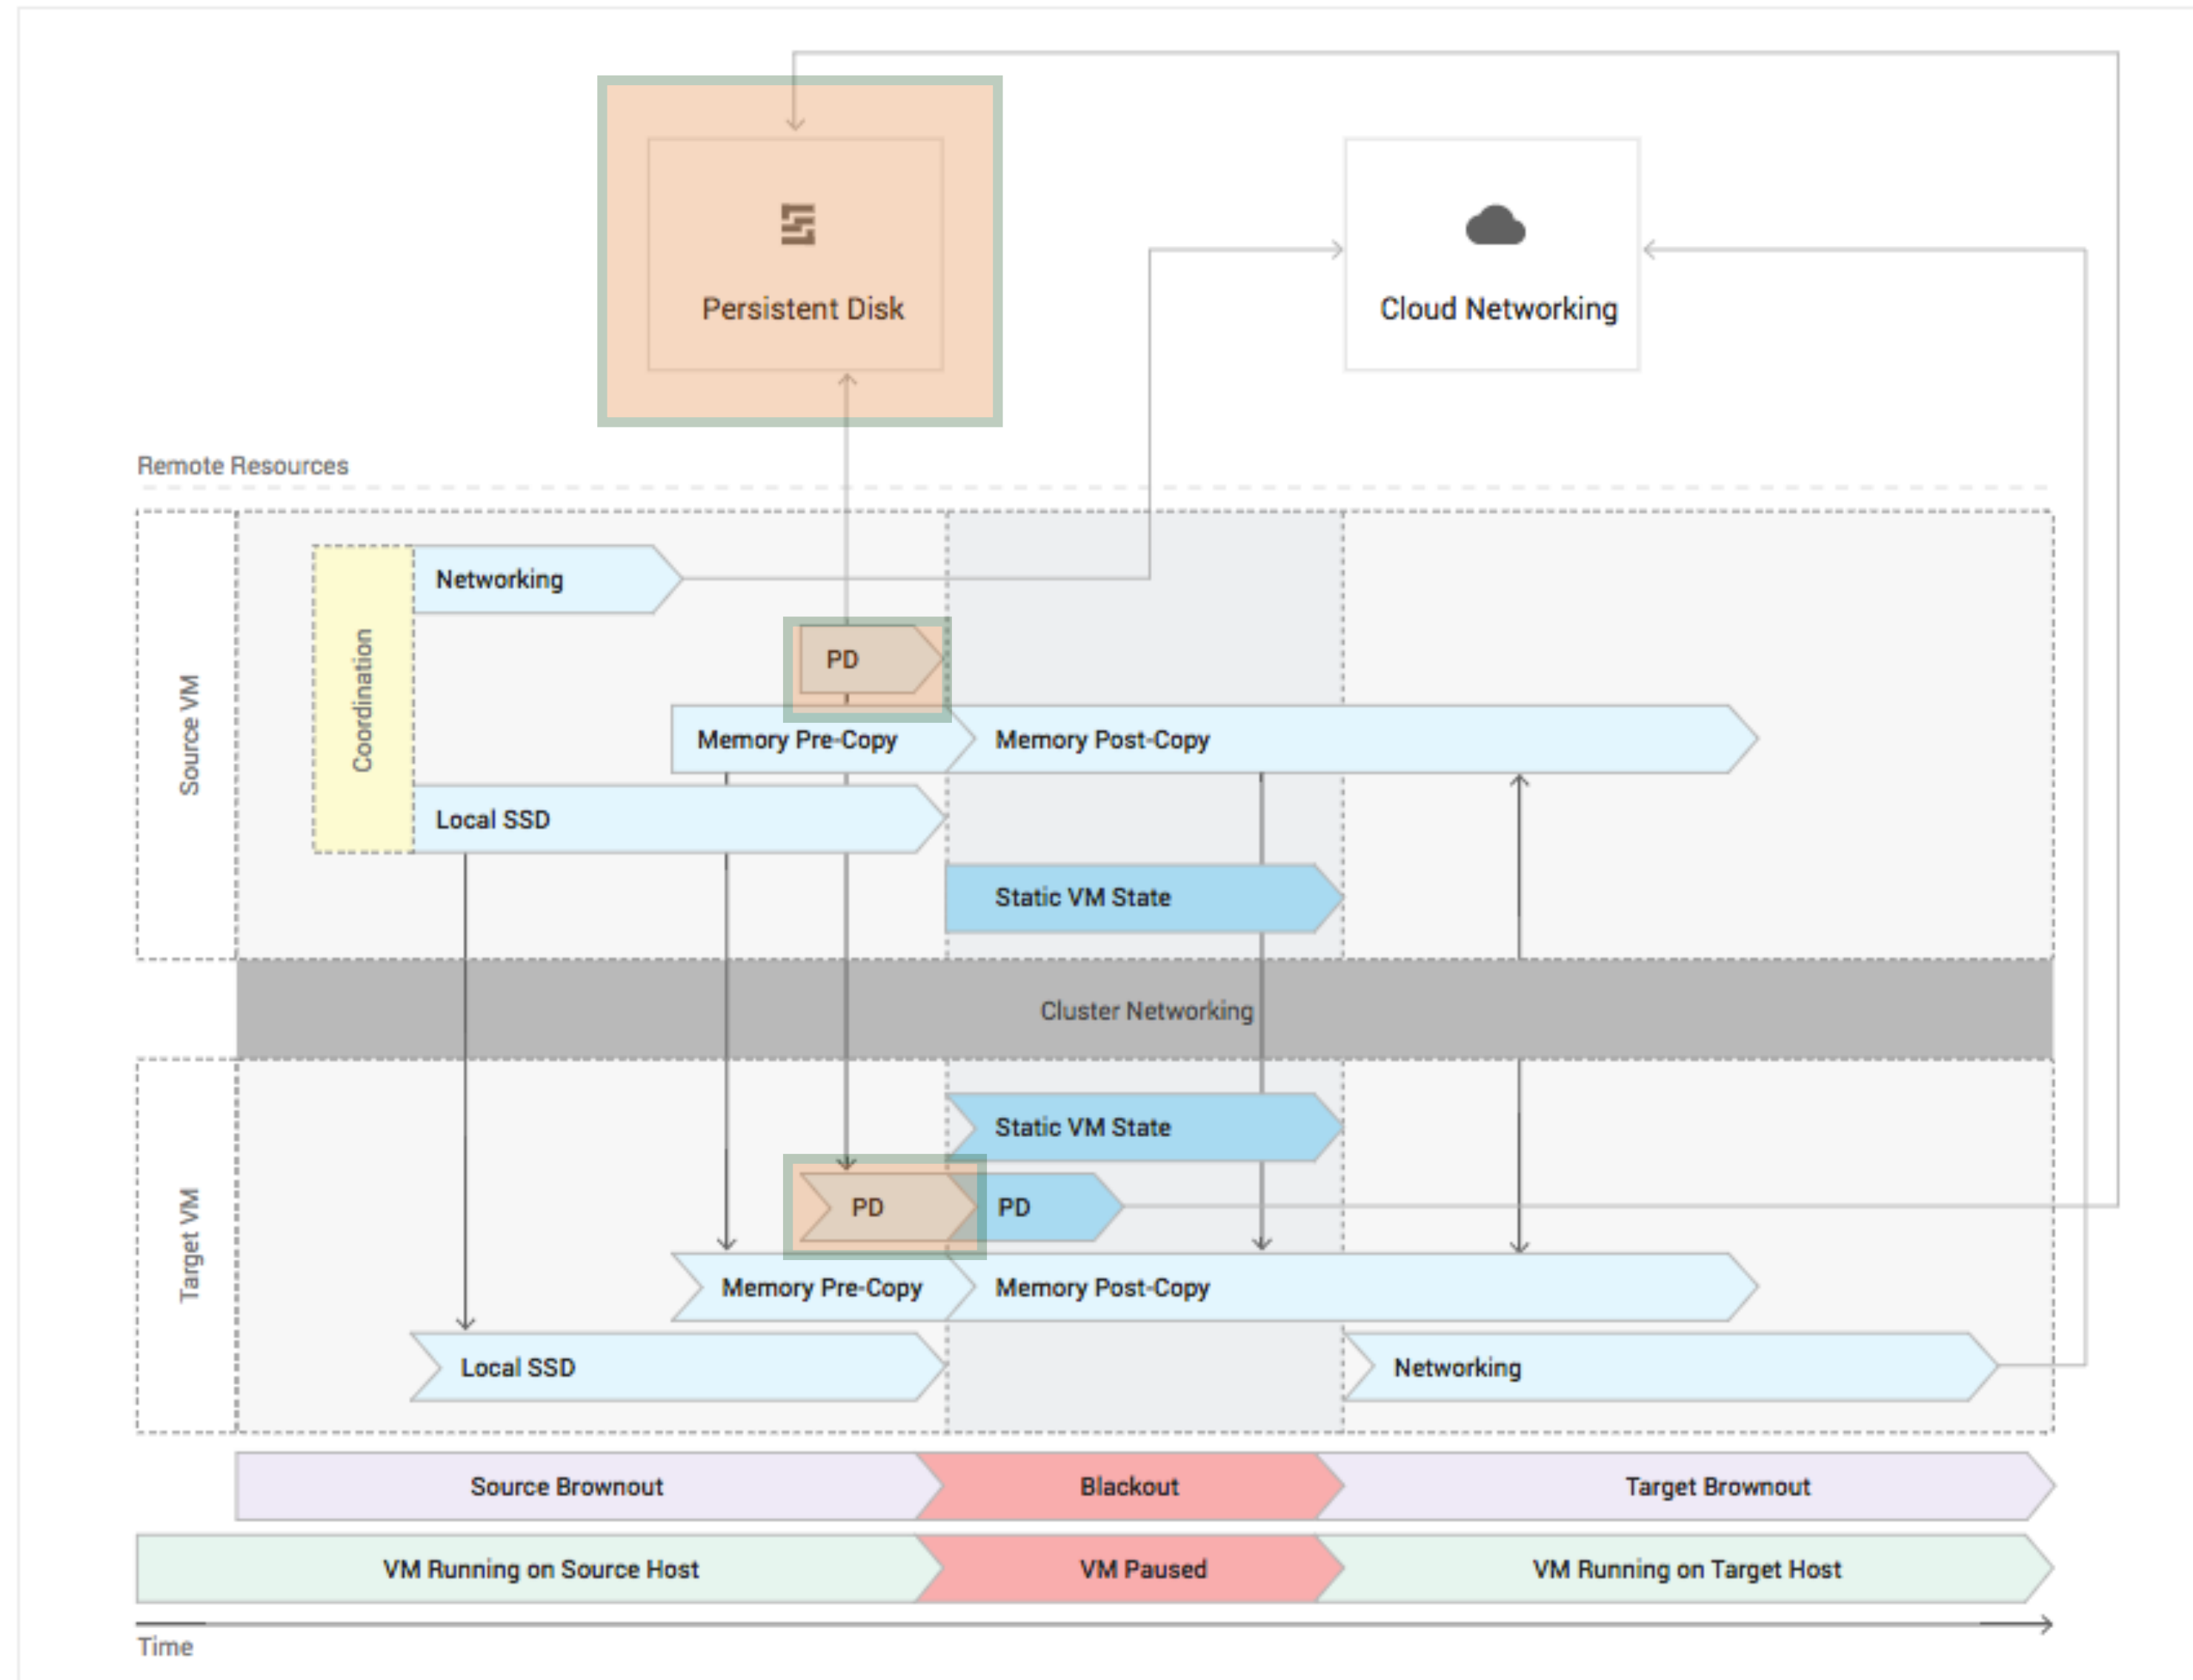 Persistent Disk
Cloud Networking
Remote Resources
Source VM
Coordination
Networking
PD
Memory Pre-Copy
Memory Post-Copy
Local SSD
Static VM State
Cluster Networking
Target VM
Static VM State
PD
PD
Memory Pre-Copy
Memory Post-Copy
Local SSD
Networking
Source Brownout
Blackout
Target Brownout
VM Running on Source Host
VM Paused
VM Running on Target Host
Time